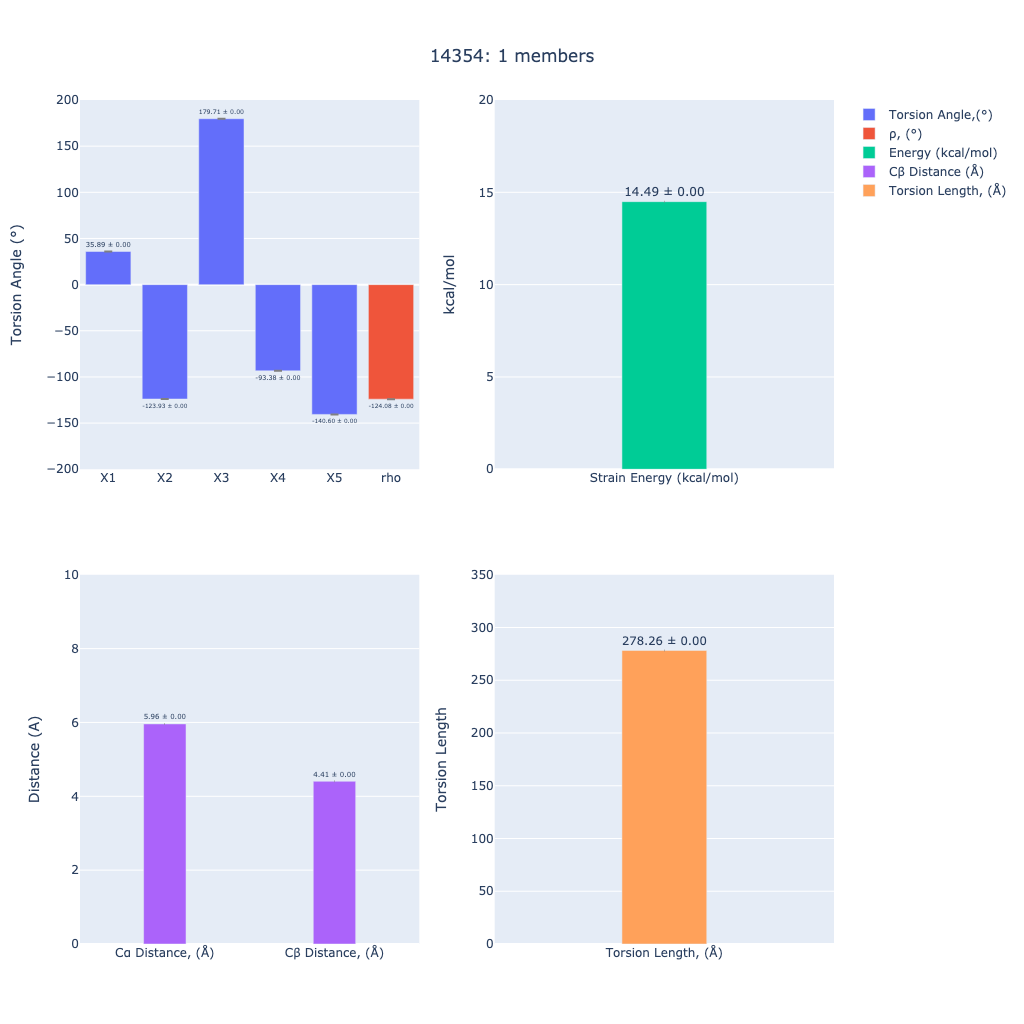 14354: 1 members
Torsion Angle (°)
200
150
100
50
0
−50
−100
−150
−200
35.89 ± 0.00
-123.93 ± 0.00
179.71 ± 0.00
-93.38 ± 0.00
-140.60 ± 0.00
-124.08 ± 0.00
X1 X2 X3 X4 X5 rho
kcal/mol
20
15
10
5
0
14.49 ± 0.00
Strain Energy (kcal/mol)
Torsion Angle,(°)
ρ, (°)
Energy (kcal/mol)
Cβ Distance (Å)
Torsion Length, (Å)
Distance (A)
10
8
6
4
2
0
5.96 ± 0.00
4.41 ± 0.00
Cα Distance, (Å) Cβ Distance, (Å)
Torsion Length
350
300
250
200
150
100
50
0
278.26 ± 0.00
Torsion Length, (Å)